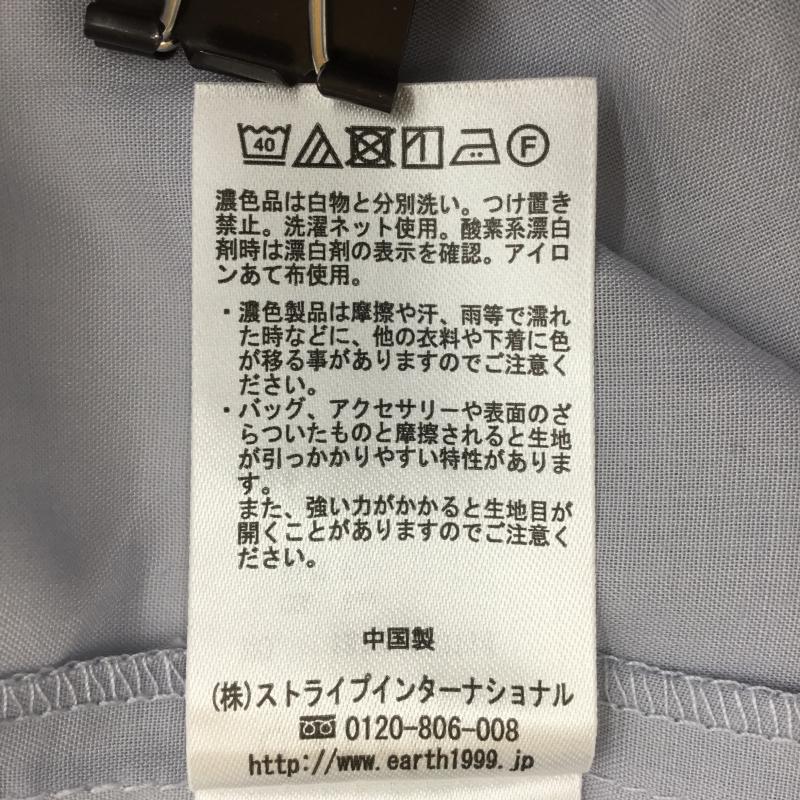 40 F
濃色品は白物と分別洗い。つけ置き
禁止。洗濯ネット使用。酸素系漂白
剤時は漂白剤の表示を確認。アイロ
ンあて布使用。
・濃色製品は摩擦や汗、雨等で濡れ
た時などに、他の衣料や下着に色
が移る事がありますのでご注意く
ださい。
・バッグ、アクセサリーや表面のざ
らついたものと摩擦されると生地
が引っかかりやすい特性がありま
す。
また、強い力がかかると生地目が
開くことがありますのでご注意く
ださい。
中国製
(株)ストライプインターナショナル
0120-806-008
http://www.earth1999.jp